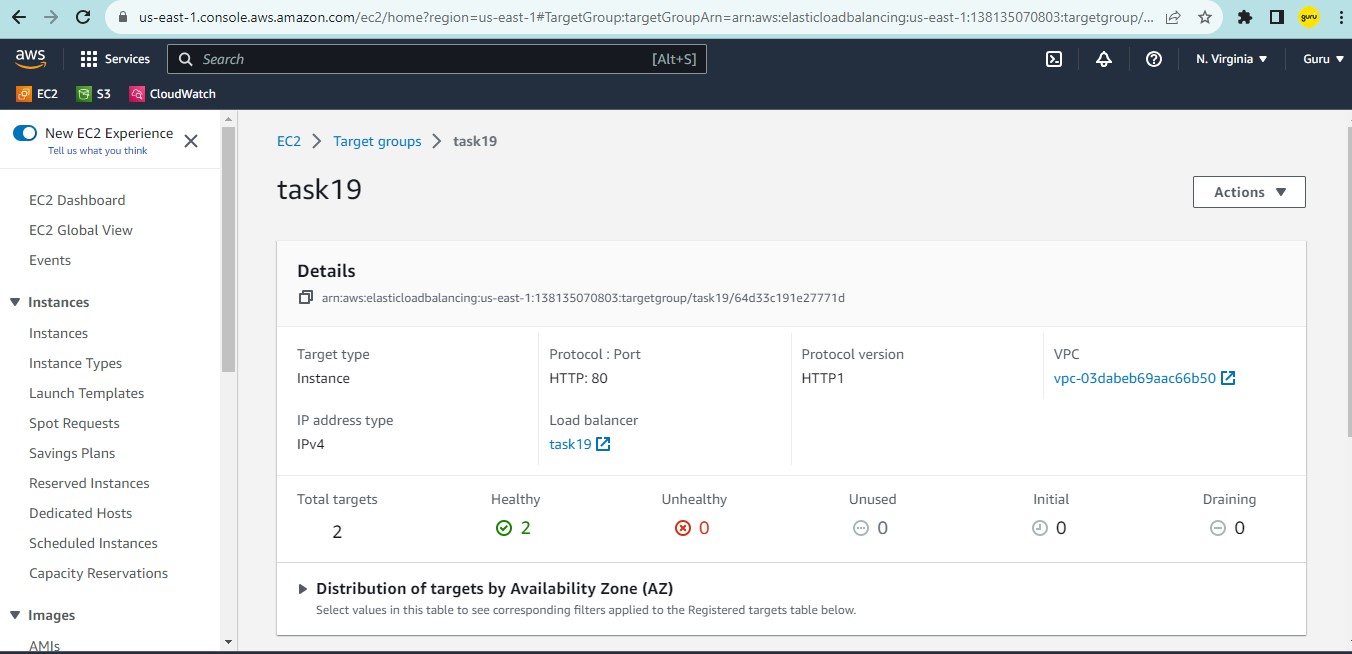 us-east-1.console.aws.amazon.com/ec2/home?region=us-east-1#TargetGroup:targetGroupArn=arn:aws:elasticloadbalancing:us-east-1:138135070803:targetgroup/...
guru
aws
Services
Search
[Alt+S]
N. Virginia
Guru
EC2
S3
CloudWatch
New EC2 Experience
Tell us what you think
EC2 Dashboard
EC2 Global View
Events
Instances
Instances
Instance Types
Launch Templates
Spot Requests
Savings Plans
Reserved Instances
Dedicated Hosts
Scheduled Instances
Capacity Reservations
Images
AMIs
EC2 > Target groups > task19
task19
Actions
Details
arn:aws:elasticloadbalancing:us-east-1:138135070803:targetgroup/task19/64d33c191e27771d
Target type
Instance
Protocol : Port
HTTP: 80
Protocol version
HTTP1
VPC
vpc-03dabeb69aac66b50
IP address type
IPv4
Load balancer
task19
Total targets
2
Healthy
2
Unhealthy
0
Unused
0
Initial
0
Draining
0
Distribution of targets by Availability Zone (AZ)
Select values in this table to see corresponding filters applied to the Registered targets table below.